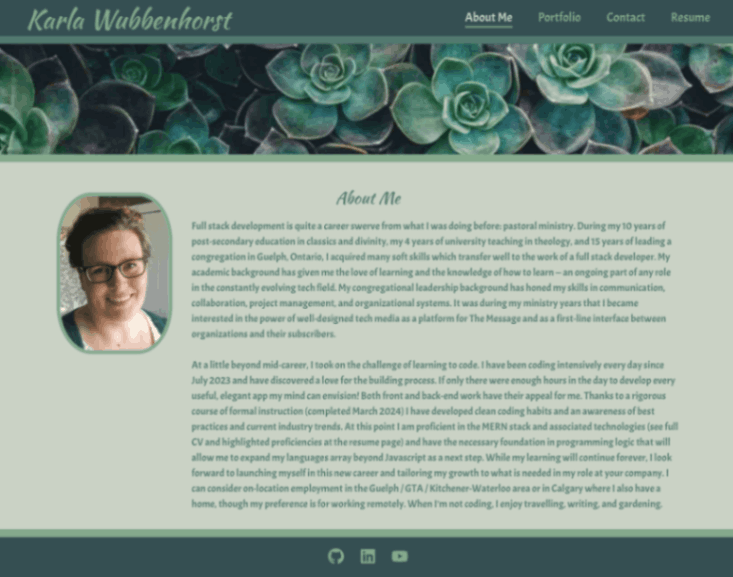 Karla Wubbenhorst
About Me Portfolio Contact Resume
About Me
Full stack development is quite a career swerve from what I was doing before: pastoral ministry. During my 10 years of
post-secondary education in classics and divinity, my 4 years of university teaching in theology, and 15 years of leading a
congregation in Guelph, Ontario, I acquired many soft skills which transfer well to the work of a full stack developer. My
academic background has given me the love of learning and the knowledge of how to learn – an ongoing part of any role
in the constantly evolving tech field. My congregational leadership background has honed my skills in communication,
collaboration, project management, and organizational systems. It was during my ministry years that I became
interested in the power of well-designed tech media as a platform for The Message and as a first-line interface between
organizations and their subscribers.
At a little beyond mid-career, I took on the challenge of learning to code. I have been coding intensively every day since
July 2023 and have discovered a love for the building process. If only there were enough hours in the day to develop every
useful, elegant app my mind can envision! Both front and back-end work have their appeal for me. Thanks to a rigorous
course of formal instruction (completed March 2024) I have developed clean coding habits and an awareness of best
practices and current industry trends. At this point I am proficient in the MERN stack and associated technologies (see full
CV and highlighted proficiencies at the resume page) and have the necessary foundation in programming logic that will
allow me to expand my languages array beyond Javascript as a next step. While my learning will continue forever, I look
forward to launching myself in this new career and tailoring my growth to what is needed in my role at your company. I
can consider on-location employment in the Guelph / GTA / Kitchener-Waterloo area or in Calgary where I also have a
home, though my preference is for working remotely. When I'm not coding, I enjoy travelling, writing, and gardening.